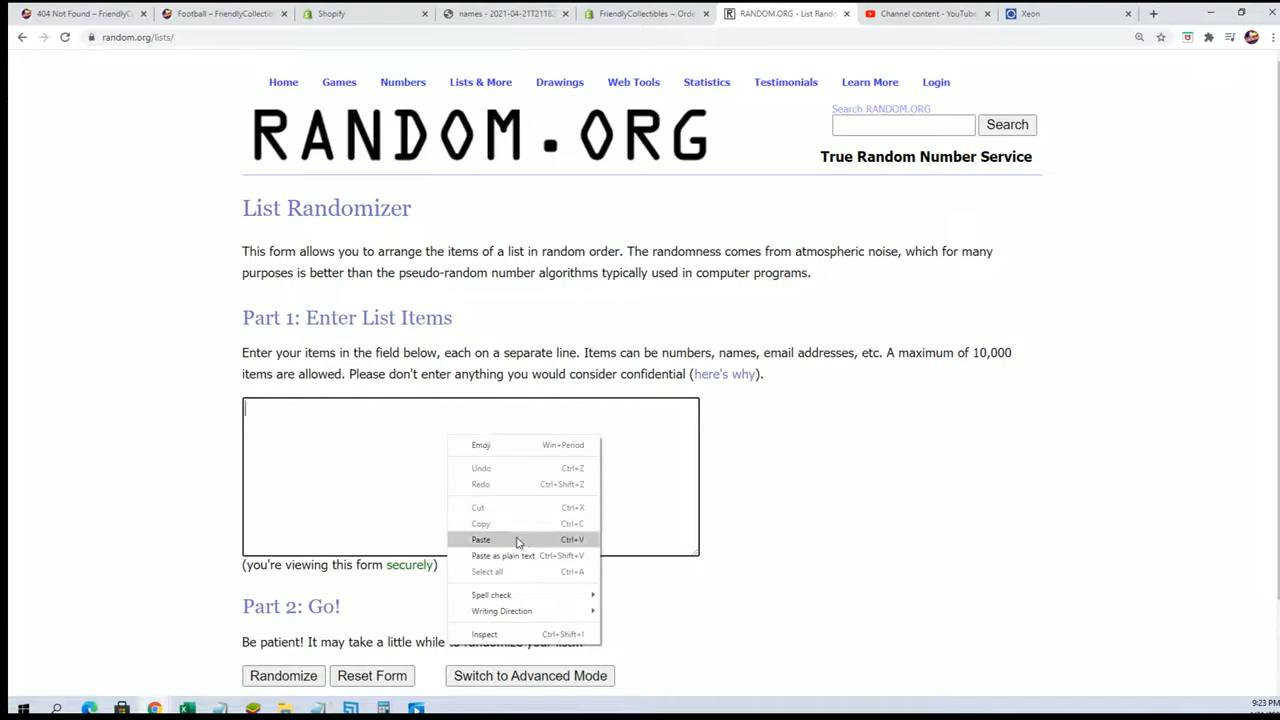 404 Not Found – FriendlyC
Football – FriendlyCollectib
Shopify
names - 2021-04-21T2118
FriendlyCollectibles ~ Orde
RANDOM.ORG - List Rando
Channel content - YouTube
Xeon
random.org/lists/
Home Games Numbers Lists & More Drawings Web Tools Statistics Testimonials Learn More Login
RANDOM.ORG
Search RANDOM.ORG
Search
True Random Number Service
List Randomizer
This form allows you to arrange the items of a list in random order. The randomness comes from atmospheric noise, which for many
purposes is better than the pseudo-random number algorithms typically used in computer programs.
Part 1: Enter List Items
Enter your items in the field below, each on a separate line. Items can be numbers, names, email addresses, etc. A maximum of 10,000
items are allowed. Please don't enter anything you would consider confidential (here's why).
Emoji Win+Period
Undo Ctrl+Z
Redo Ctrl+Shift+Z
Cut Ctrl+X
Copy Ctrl+C
Paste Ctrl+V
Paste as plain text Ctrl+Shift+V
Select all Ctrl+A
Spell check
Writing Direction
Inspect Ctrl+Shift+I
(you're viewing this form securely)
Part 2: Go!
Be patient! It may take a little while
Randomize Reset Form Switch to Advanced Mode
9:23 PM